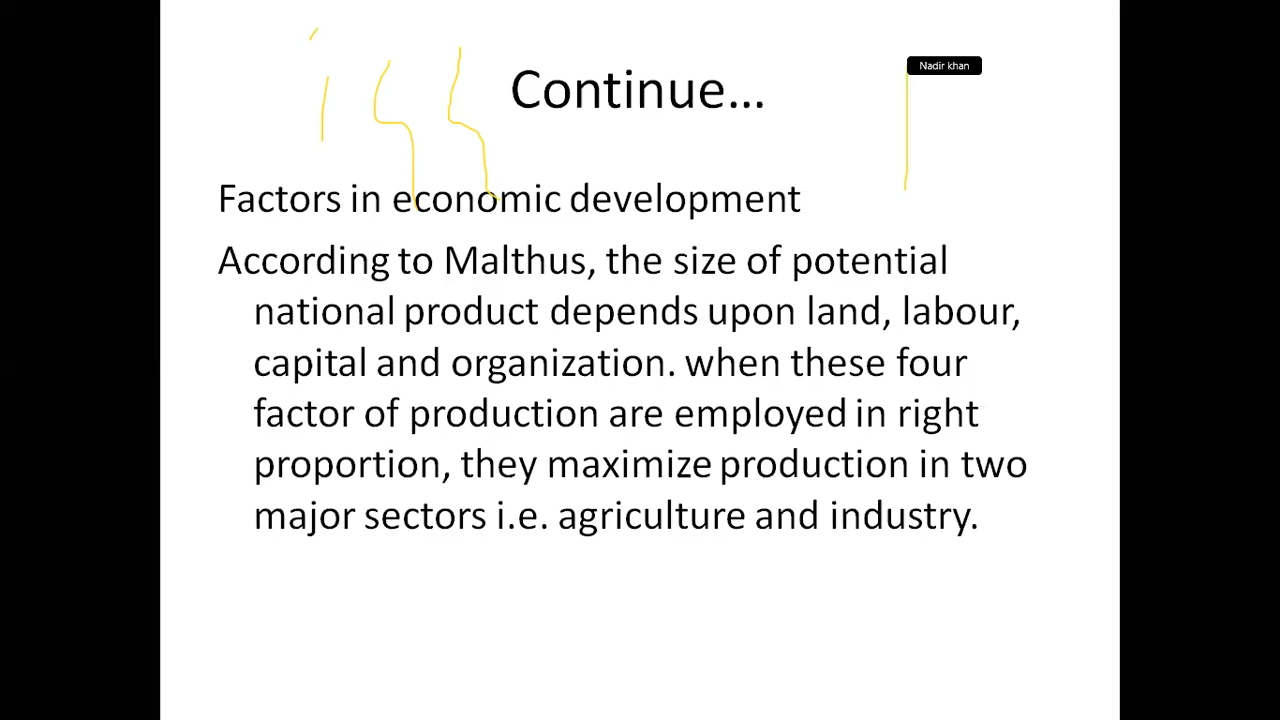 Nadir khan
Continue...
Factors in economic development
According to Malthus, the size of potential
national product depends upon land, labour,
capital and organization. when these four
factor of production are employed in right
proportion, they maximize production in two
major sectors i.e. agriculture and industry.